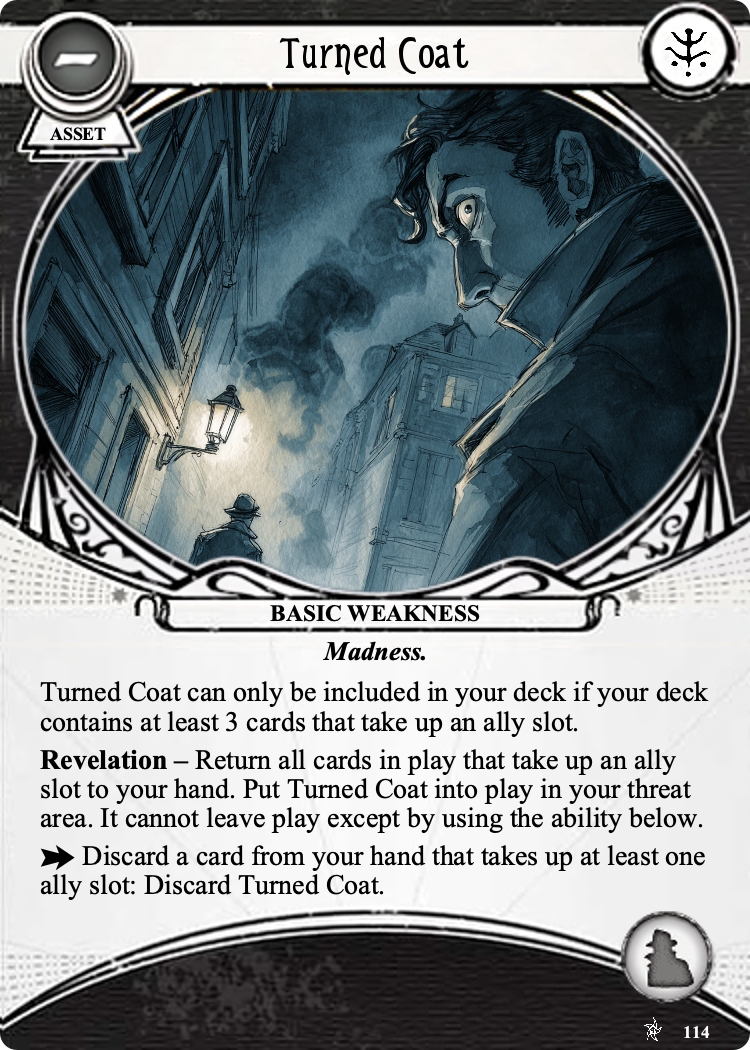 Turned Coat
ASSET
BASIC WEAKNESS
Madness.
Turned Coat can only be included in your deck if your deck
contains at least 3 cards that take up an ally slot.
Revelation – Return all cards in play that take up an ally
slot to your hand. Put Turned Coat into play in your threat
area. It cannot leave play except by using the ability below.
Discard a card from your hand that takes up at least one
ally slot: Discard Turned Coat.
114